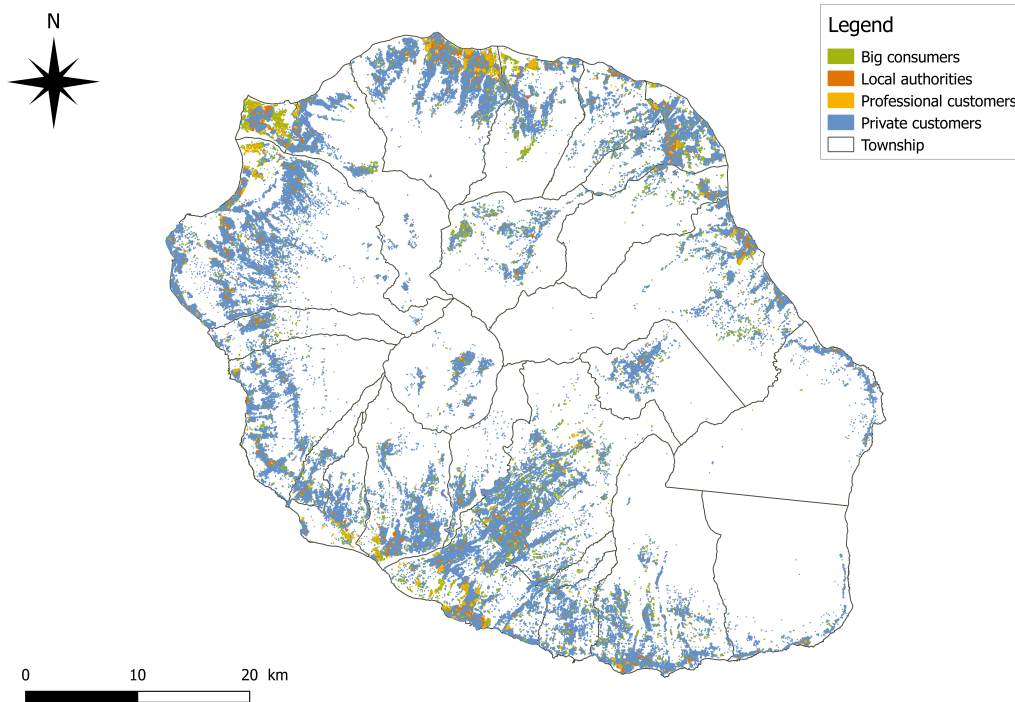 N
Legend
Big consumers
Local authorities
Professional customers
Private customers
Township
0 10 20 km